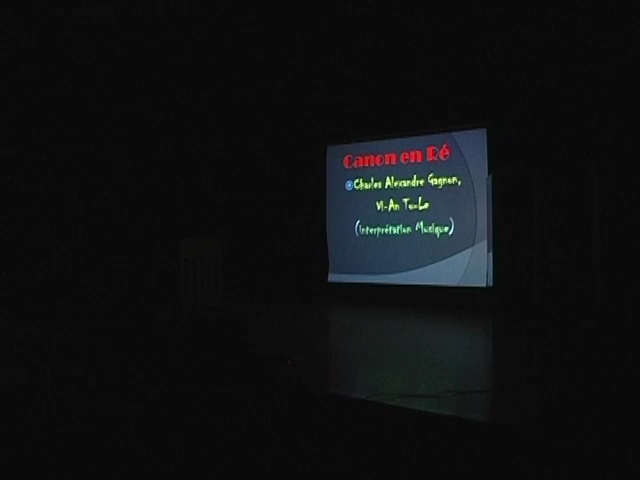 Canon en Ré
Charles Alexandre Gagnon,
Vi-An Tu-Le
(Interprétation Musique)